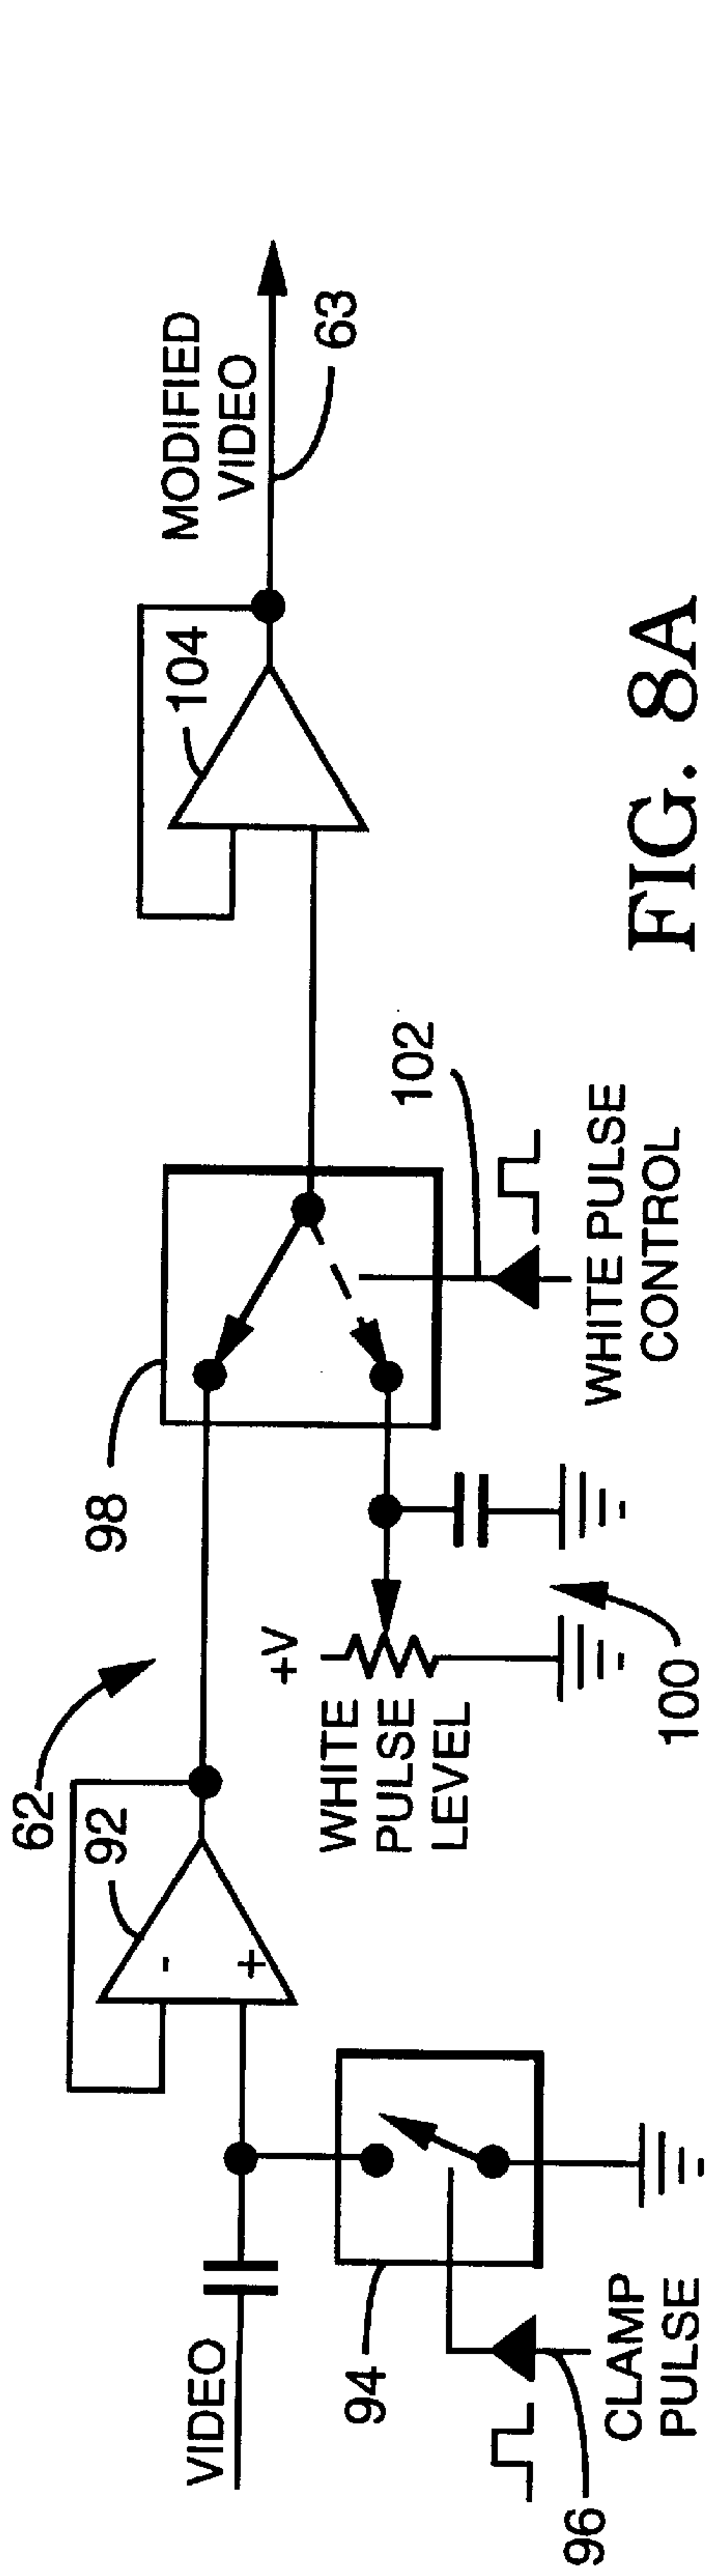 62
92
-
+
VIDEO
94
96
CLAMP
PULSE
98
+V
WHITE
PULSE
LEVEL
100
102
WHITE PULSE
CONTROL
104
MODIFIED
VIDEO
63
FIG. 8A